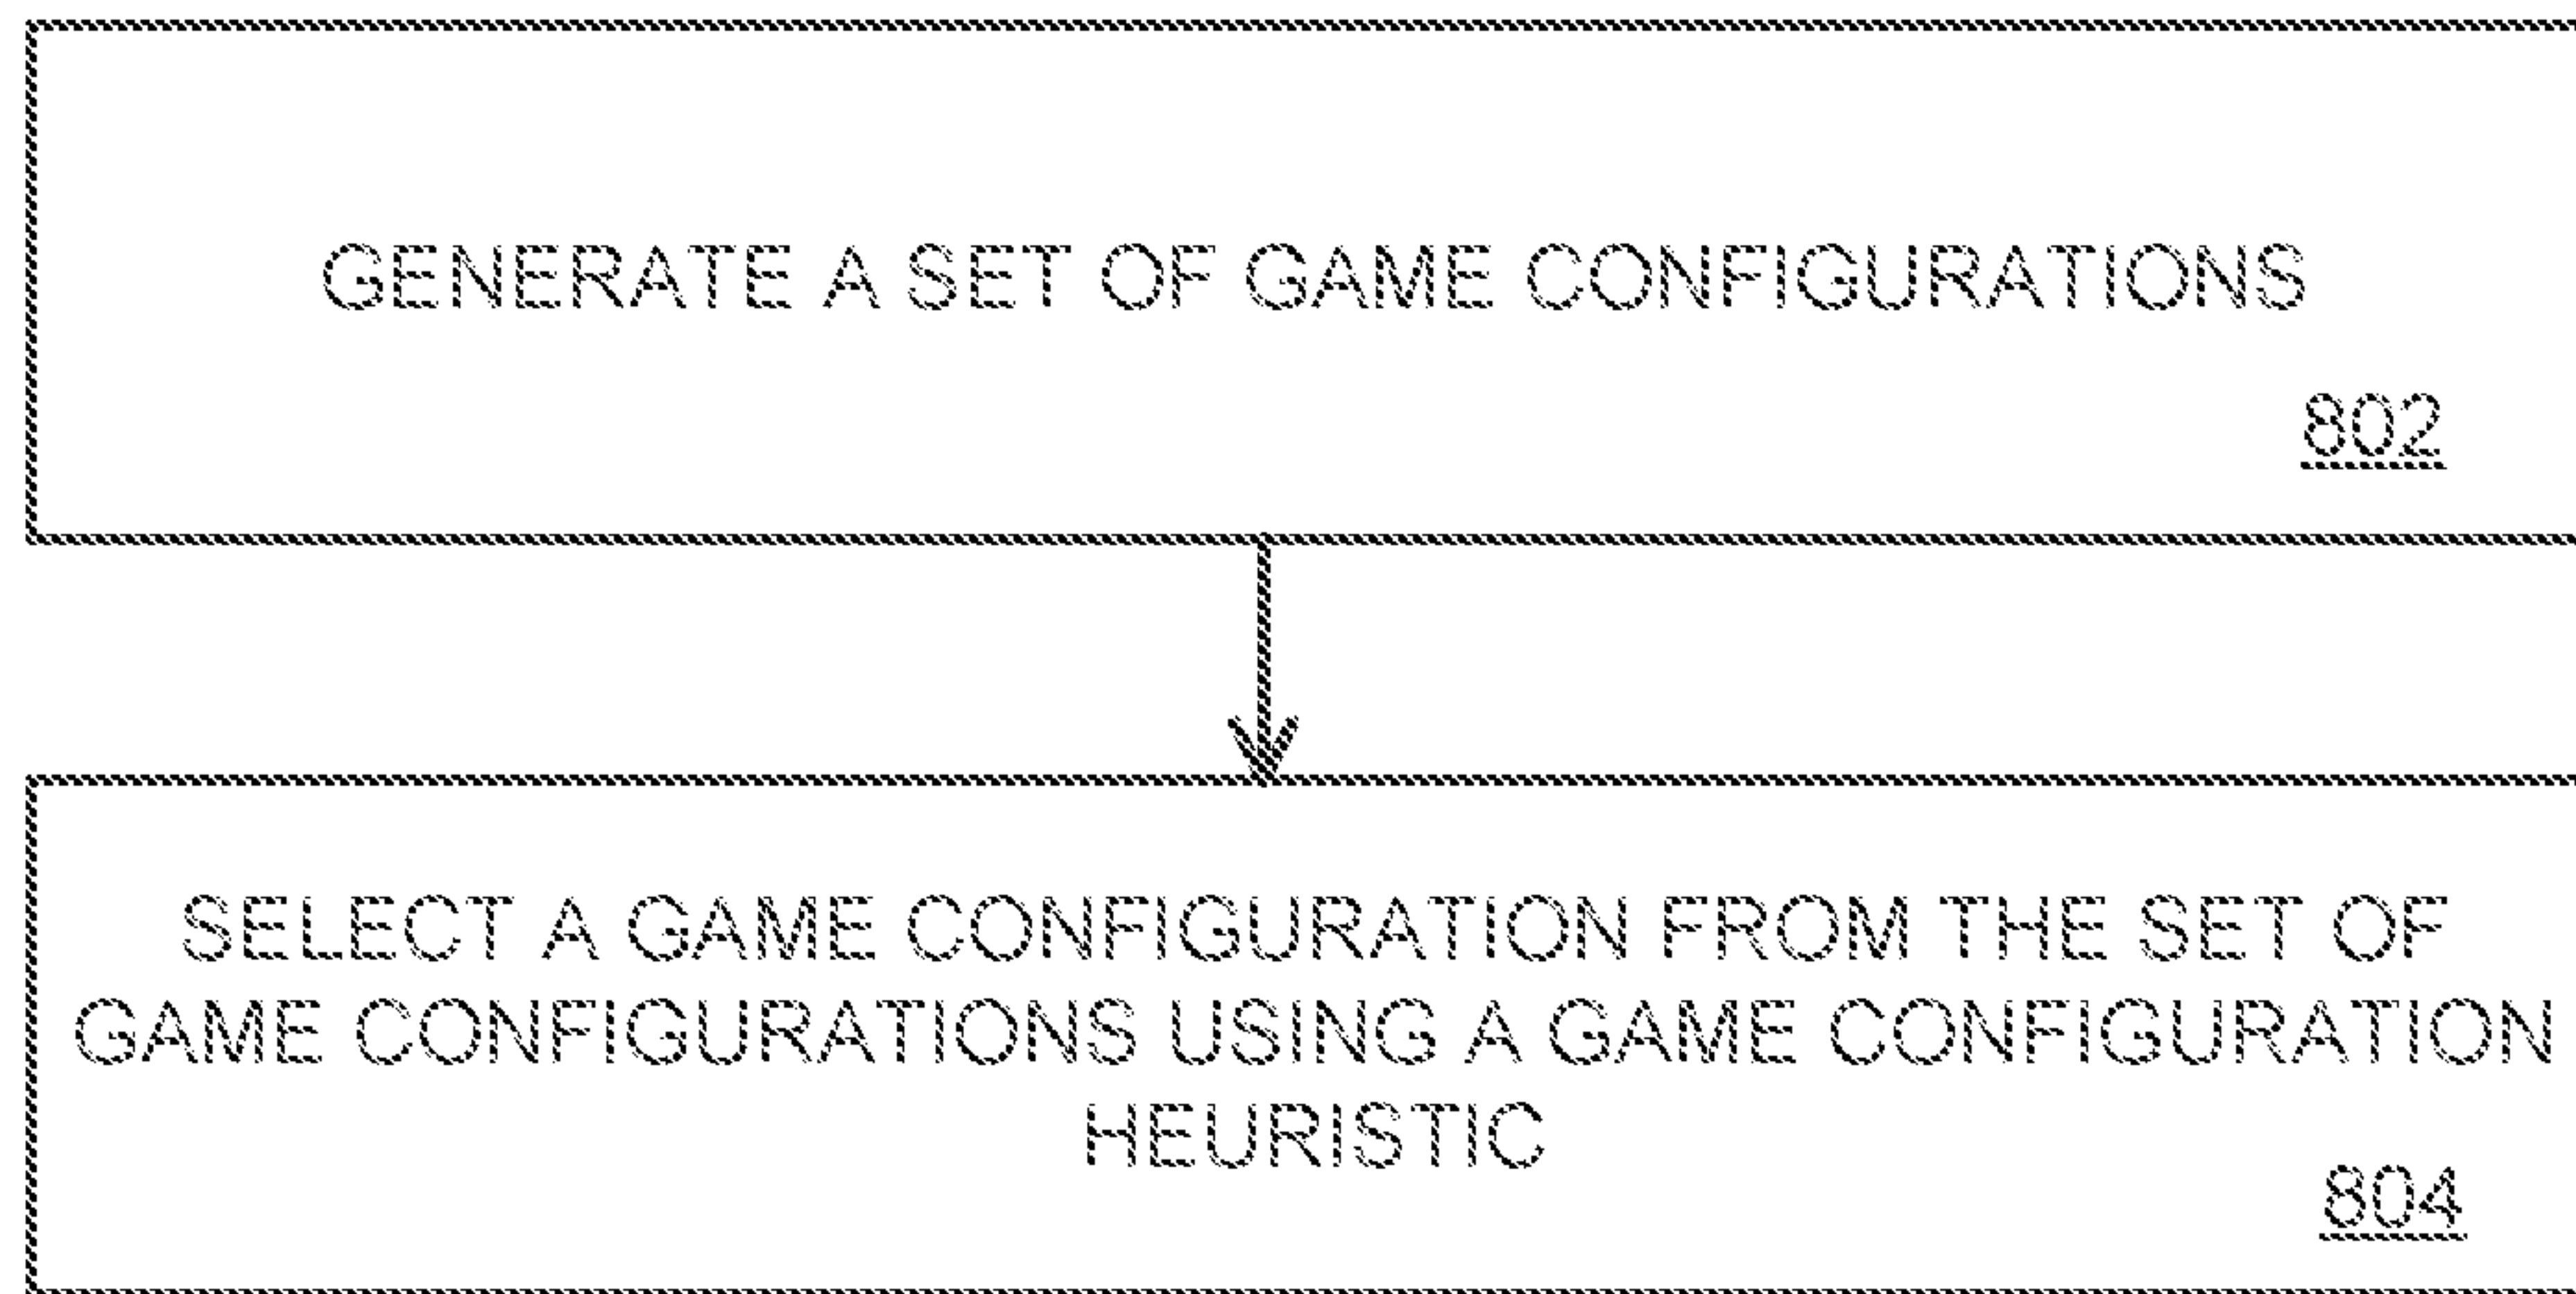 GENERATE A SET OF GAME CONFIGURATIONS
802
SELECT A GAME CONFIGURATION FROM THE SET OF
GAME CONFIGURATIONS USING A GAME CONFIGURATION
HEURISTIC
804